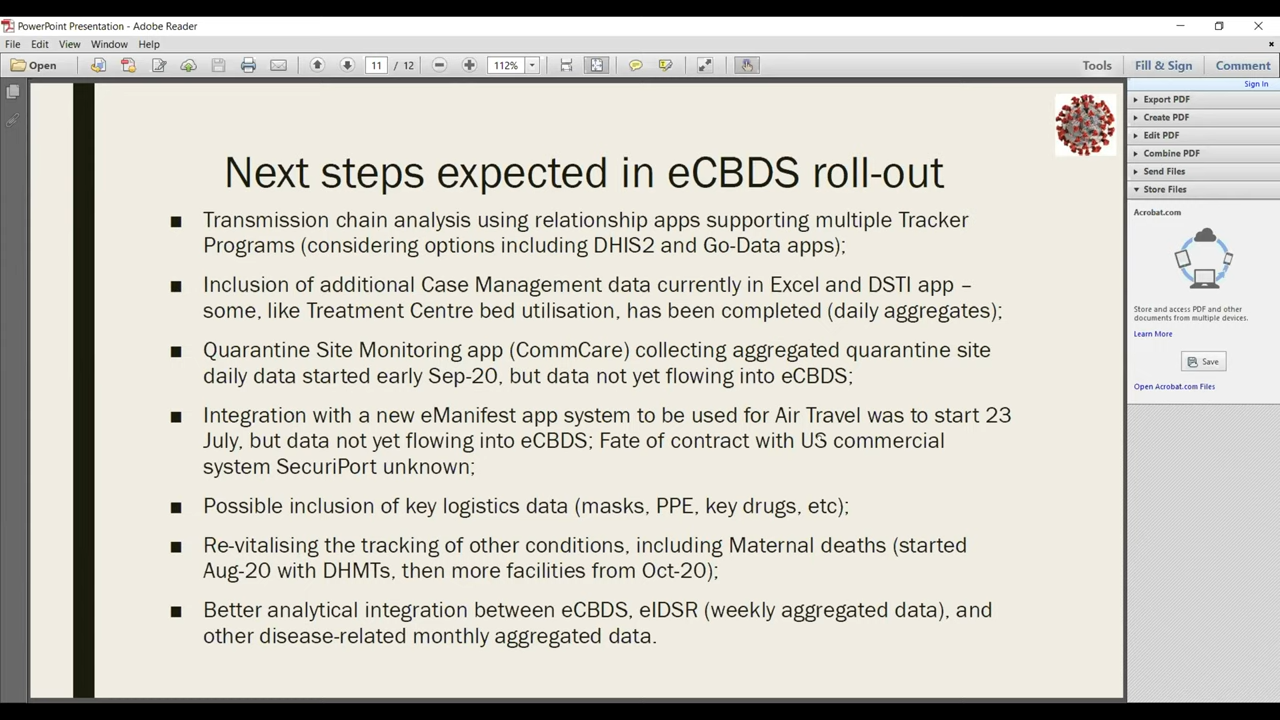 PowerPoint Presentation - Adobe Reader
File Edit View Window Help
Open 11 / 12 112% Tools Fill & Sign Comment
Sign In
Next steps expected in eCBDS roll-out
■ Transmission chain analysis using relationship apps supporting multiple Tracker
Programs (considering options including DHIS2 and Go-Data apps);
■ Inclusion of additional Case Management data currently in Excel and DSTI app –
some, like Treatment Centre bed utilisation, has been completed (daily aggregates);
■ Quarantine Site Monitoring app (CommCare) collecting aggregated quarantine site
daily data started early Sep-20, but data not yet flowing into eCBDS;
■ Integration with a new eManifest app system to be used for Air Travel was to start 23
July, but data not yet flowing into eCBDS; Fate of contract with US commercial
system SecuriPort unknown;
■ Possible inclusion of key logistics data (masks, PPE, key drugs, etc);
■ Re-vitalising the tracking of other conditions, including Maternal deaths (started
Aug-20 with DHMTs, then more facilities from Oct-20);
■ Better analytical integration between eCBDS, eIDSR (weekly aggregated data), and
other disease-related monthly aggregated data.
Export PDF
Create PDF
Edit PDF
Combine PDF
Send Files
Store Files
Acrobat.com
Store and access PDF and other
documents from multiple devices.
Learn More
Save
Open Acrobat.com Files